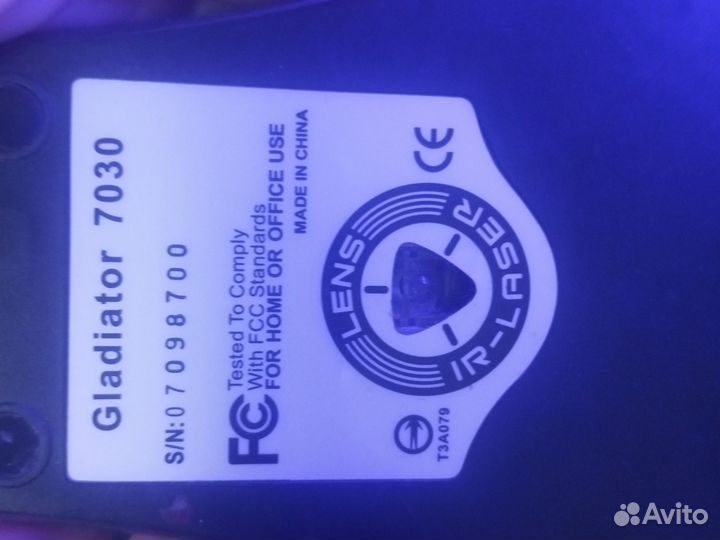 Gladiator 7030
S/N:07098700
FC Tested To Comply
With FCC Standards
FOR HOME OR OFFICE USE
MADE IN CHINA
CE
LENS
IR-LASER
T3A079
Avito